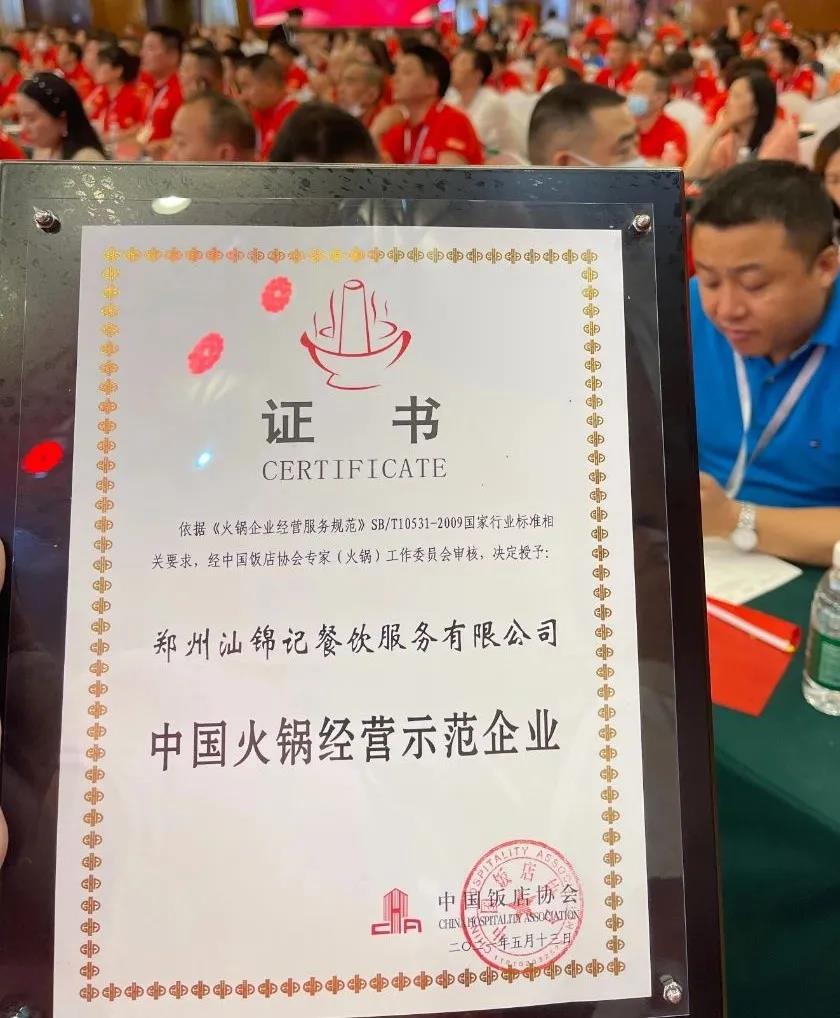 证 书
CERTIFICATE
依据《火锅企业经营服务规范》SB/T10531-2009国家行业标准相
关要求，经中国饭店协会专家（火锅）工作委员会审核，决定授予：
郑州汕锦记餐饮服务有限公司
中国火锅经营示范企业
CHA
中国饭店协会
CHINA HOSPITALITY ASSOCIATION
五月十三日